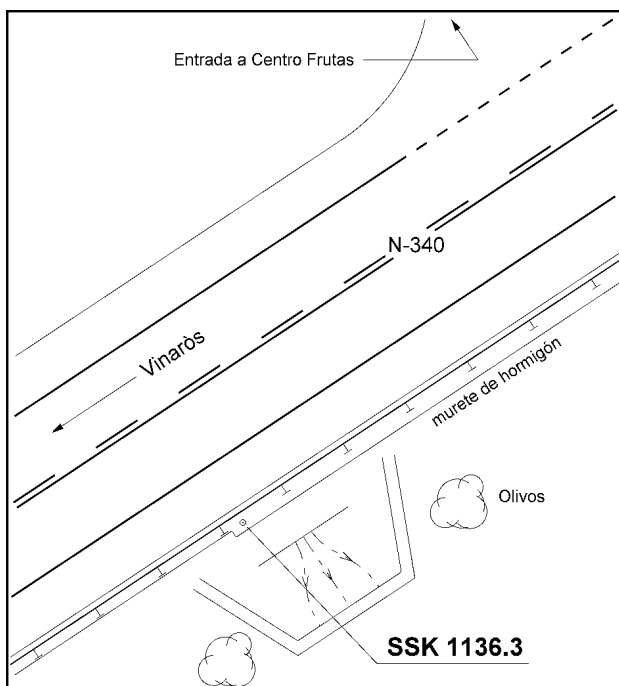 Entrada a Centro Frutas
N-340
Vinaròs
murete de hormigón
Olivos
SSK 1136.3